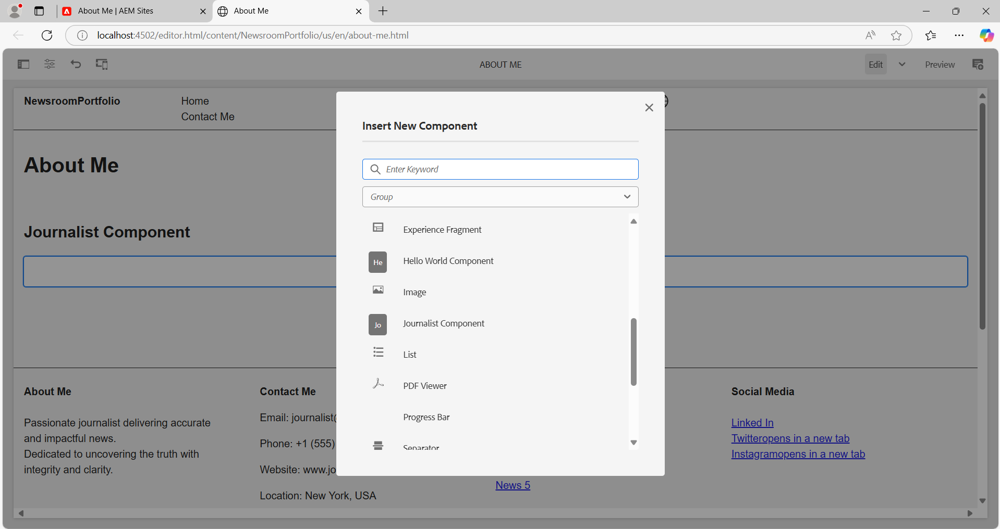 About Me | AEM Sites
About Me
localhost:4502/editor.html/content/NewsroomPortfolio/us/en/about-me.html
ABOUT ME
Edit
Preview
NewsroomPortfolio
Home
Contact Me
About Me
Journalist Component
Insert New Component
Enter Keyword
Group
Experience Fragment
He Hello World Component
Image
Jo Journalist Component
List
PDF Viewer
Progress Bar
Separator
About Me
Passionate journalist delivering accurate
and impactful news.
Dedicated to uncovering the truth with
integrity and clarity.
Contact Me
Email: journalist@
Phone: +1 (555)
Website: www.jo
Location: New York, USA
News 5
Social Media
Linked In
Twitteropens in a new tab
Instagramopens in a new tab